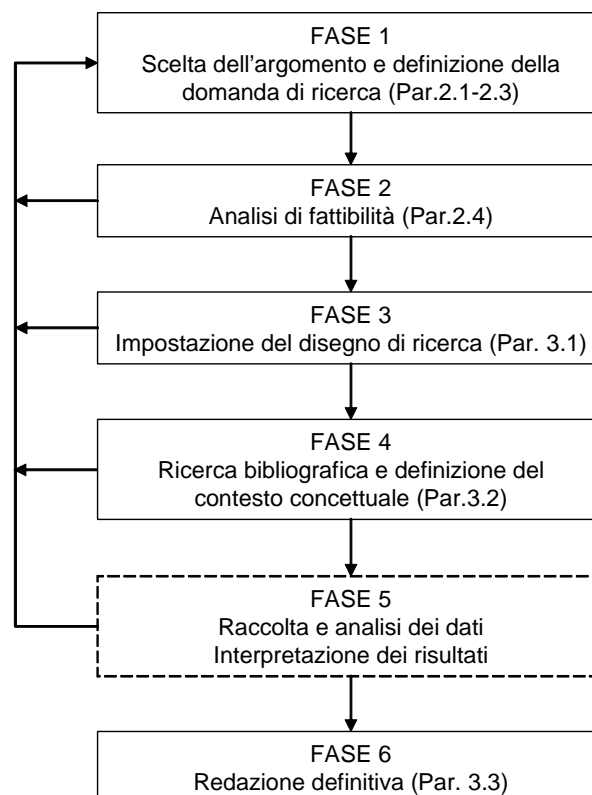 FASE 1
Scelta dell'argomento e definizione della
domanda di ricerca (Par.2.1-2.3)
FASE 2
Analisi di fattibilità (Par.2.4)
FASE 3
Impostazione del disegno di ricerca (Par. 3.1)
FASE 4
Ricerca bibliografica e definizione del
contesto concettuale (Par.3.2)
FASE 5
Raccolta e analisi dei dati
Interpretazione dei risultati
FASE 6
Redazione definitiva (Par. 3.3)